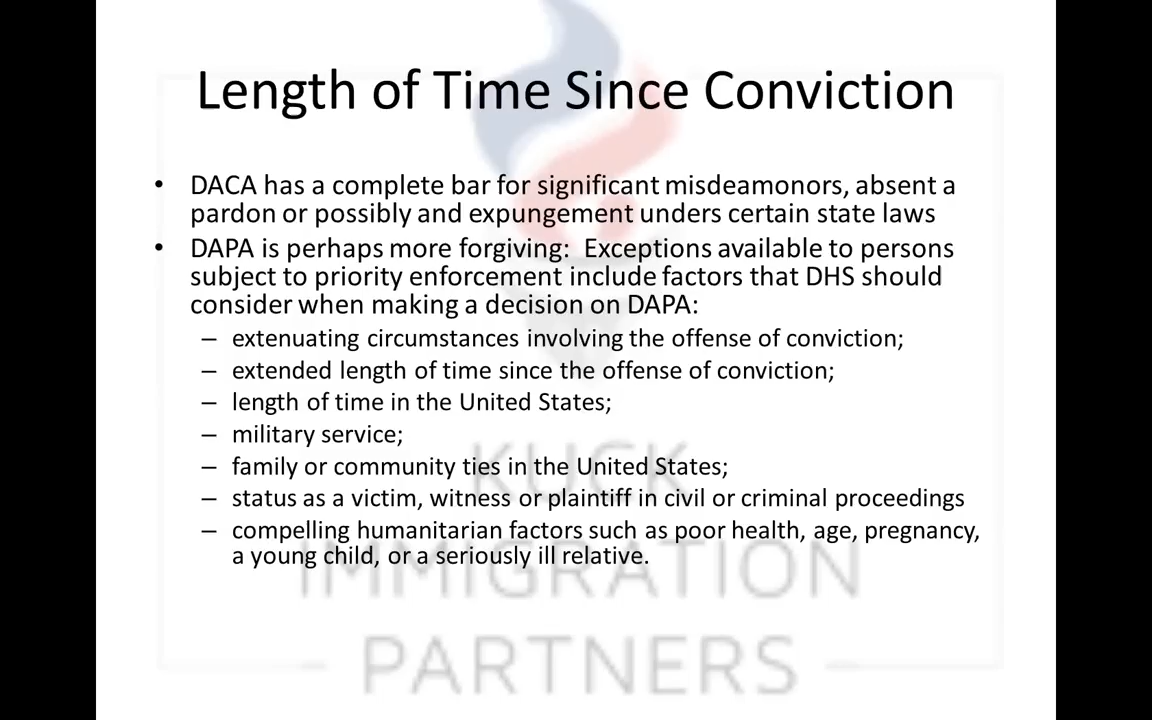 Length of Time Since Conviction
• DACA has a complete bar for significant misdeamonors, absent a
pardon or possibly and expungement unders certain state laws
• DAPA is perhaps more forgiving:  Exceptions available to persons
subject to priority enforcement include factors that DHS should
consider when making a decision on DAPA:
– extenuating circumstances involving the offense of conviction;
– extended length of time since the offense of conviction;
– length of time in the United States;
– military service;
– family or community ties in the United States;
– status as a victim, witness or plaintiff in civil or criminal proceedings
– compelling humanitarian factors such as poor health, age, pregnancy,
a young child, or a seriously ill relative.
KUCK
IMMIGRATION
PARTNERS